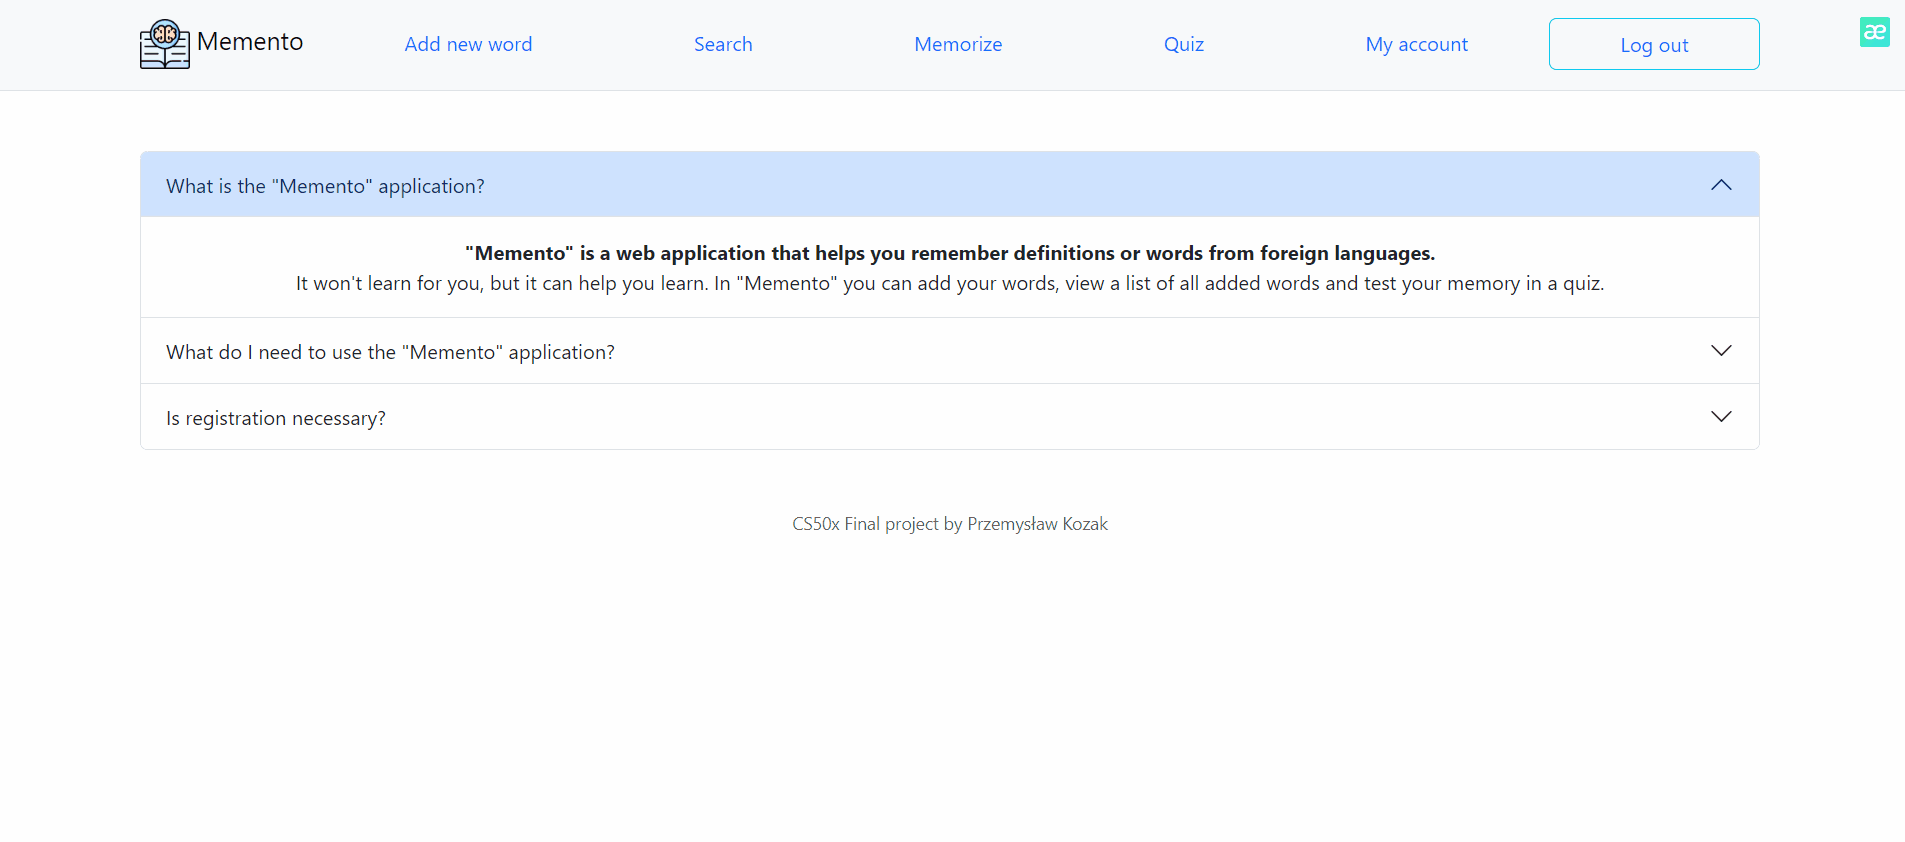 Memento
Add new word
Search
Memorize
Quiz
My account
Log out
æ
What is the "Memento" application?
"Memento" is a web application that helps you remember definitions or words from foreign languages.
It won't learn for you, but it can help you learn. In "Memento" you can add your words, view a list of all added words and test your memory in a quiz.
What do I need to use the "Memento" application?
Is registration necessary?
CS50x Final project by Przemysław Kozak